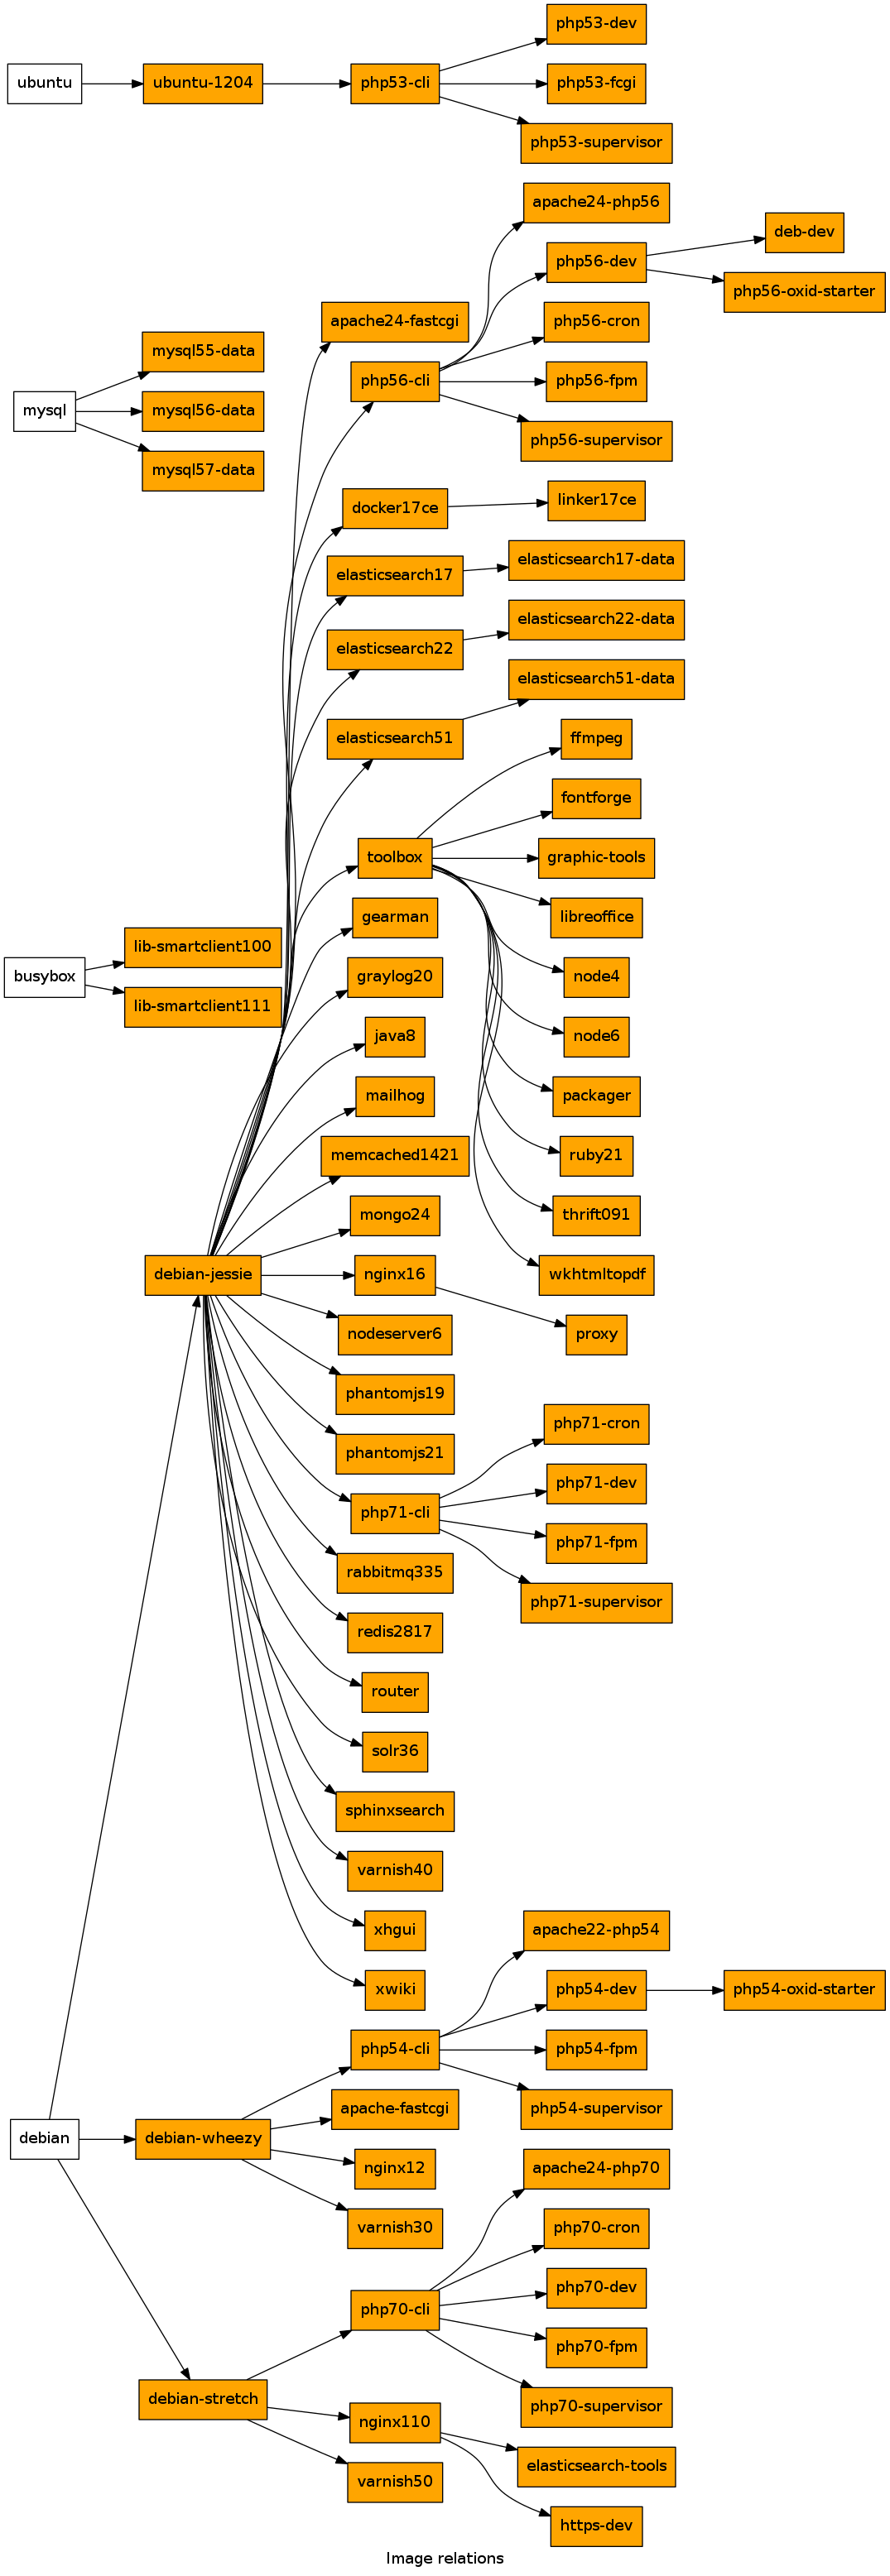 php53-dev
ubuntu
ubuntu-1204
php53-cli
php53-fcgi
php53-supervisor
apache24-php56
deb-dev
php56-dev
php56-oxid-starter
apache24-fastcgi
php56-cron
mysql55-data
php56-cli
php56-fpm
mysql
mysql56-data
php56-supervisor
mysql57-data
docker17ce
linker17ce
elasticsearch17
elasticsearch17-data
elasticsearch22
elasticsearch22-data
elasticsearch51-data
elasticsearch51
ffmpeg
fontforge
toolbox
graphic-tools
gearman
libreoffice
lib-smartclient100
busybox
graylog20
node4
lib-smartclient111
java8
node6
mailhog
packager
memcached1421
ruby21
mongo24
thrift091
debian-jessie
nginx16
wkhtmltopdf
nodeserver6
proxy
phantomjs19
php71-cron
phantomjs21
php71-dev
php71-cli
php71-fpm
rabbitmq335
php71-supervisor
redis2817
router
solr36
sphinxsearch
varnish40
xhgui
apache22-php54
xwiki
php54-dev
php54-oxid-starter
php54-cli
php54-fpm
apache-fastcgi
php54-supervisor
debian
debian-wheezy
nginx12
apache24-php70
varnish30
php70-cron
php70-dev
php70-cli
php70-fpm
debian-stretch
php70-supervisor
nginx110
elasticsearch-tools
varnish50
https-dev
Image relations